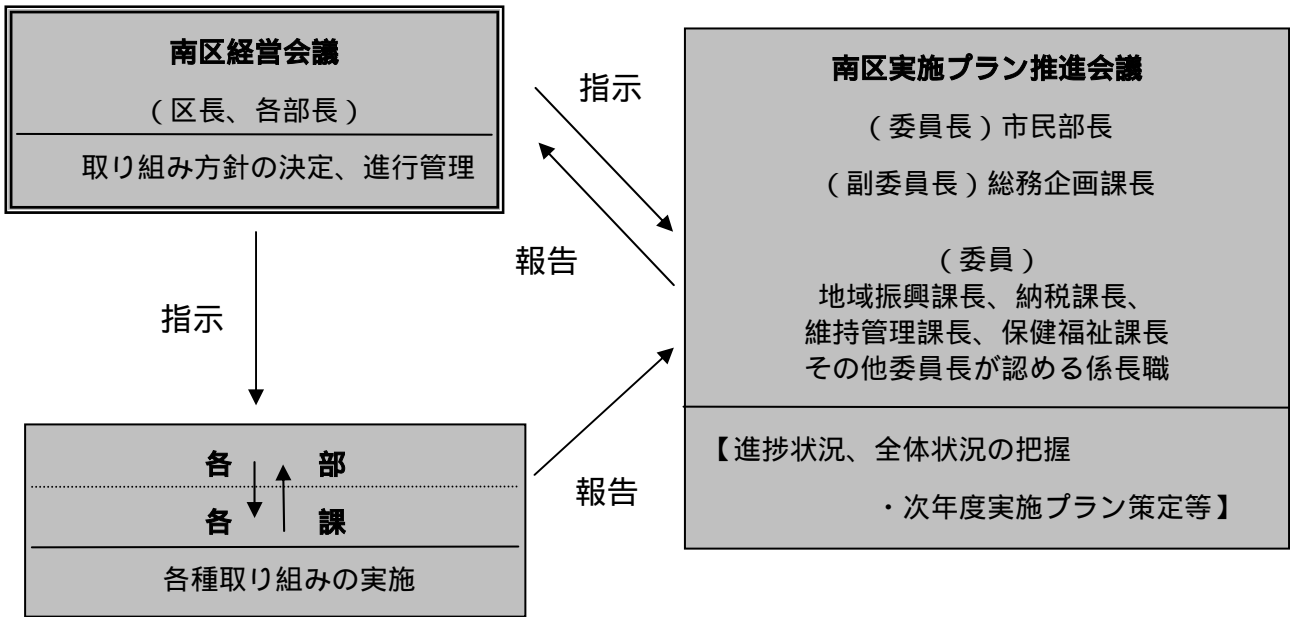 南区経営会議
（区長、各部長）
取り組み方針の決定、進行管理
指示
報告
南区実施プラン推進会議
（委員長）市民部長
（副委員長）総務企画課長
（委員）
地域振興課長、納税課長、
維持管理課長、保健福祉課長
その他委員長が認める係長職
【進捗状況、全体状況の把握
・次年度実施プラン策定等】
指示
各　部
各　課
各種取り組みの実施
報告